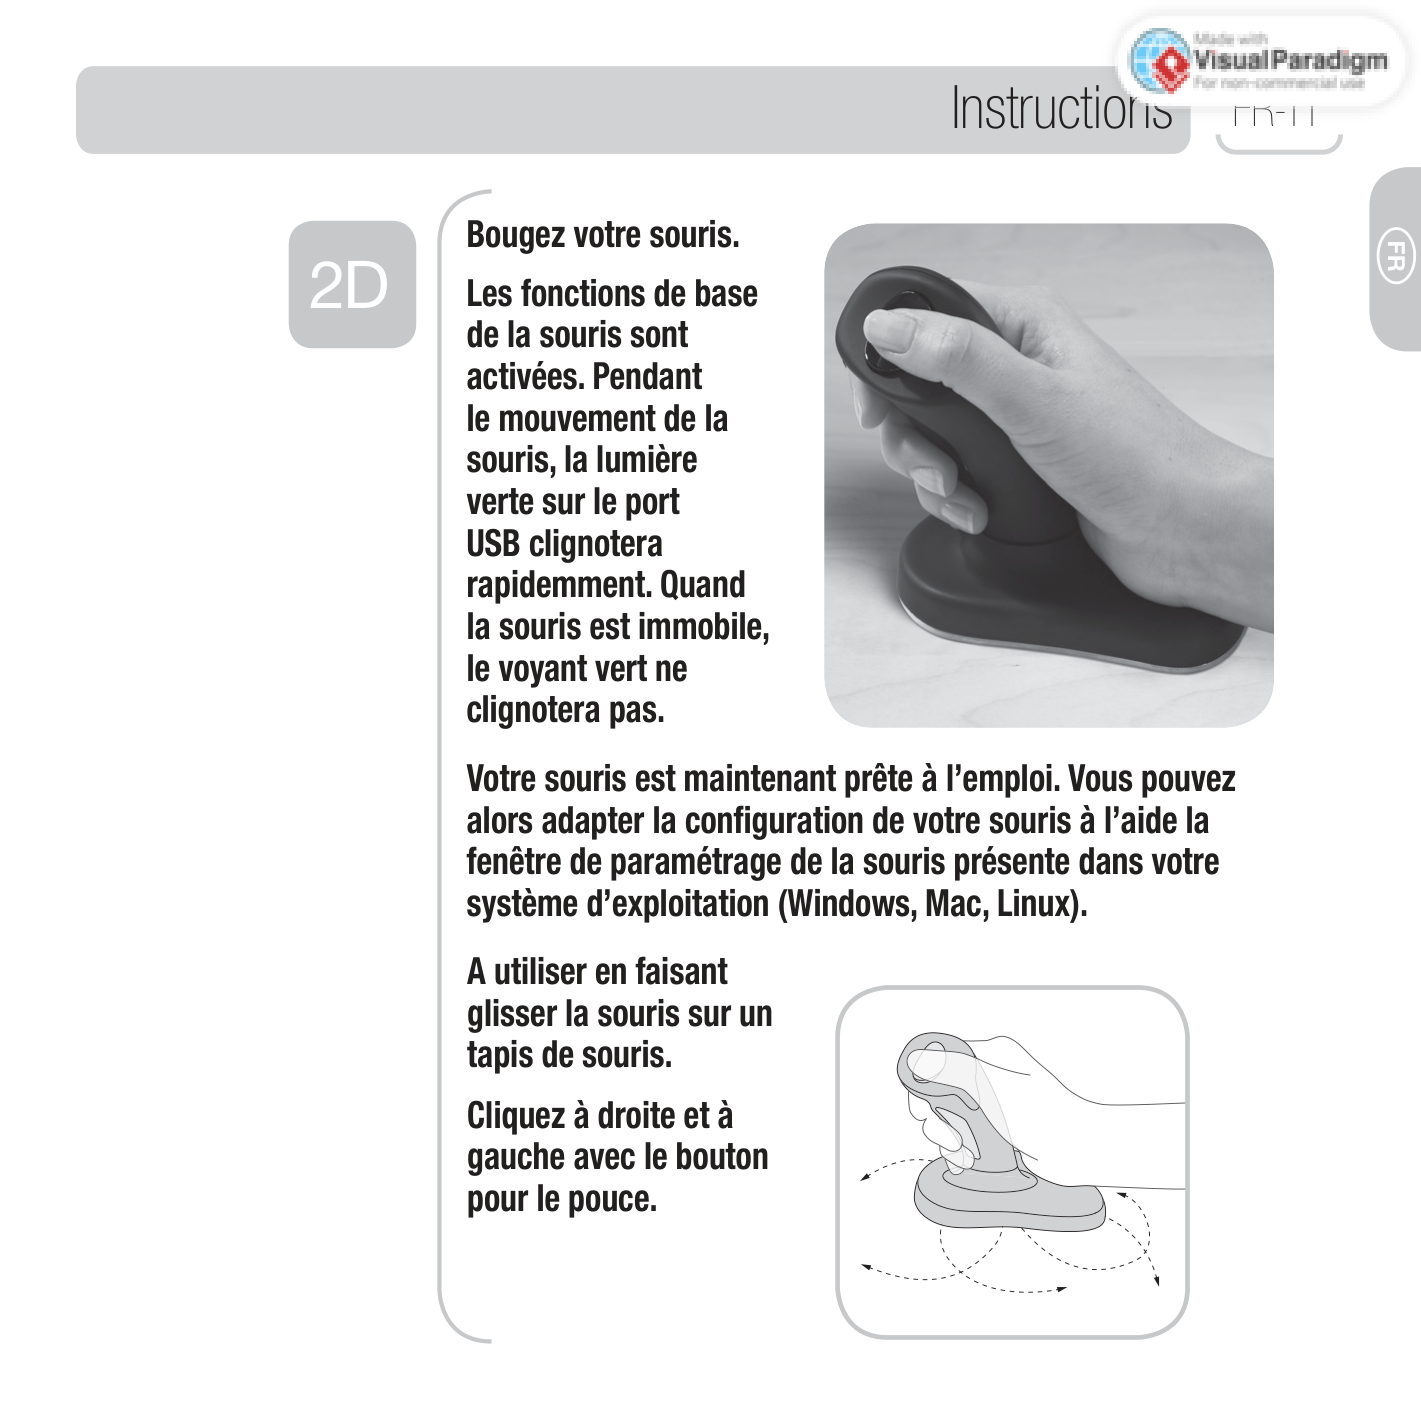 Made with
Visual Paradigm
For non-commercial use
Instructions
FR-11
FR
2D
Bougez votre souris.
Les fonctions de base
de la souris sont
activées. Pendant
le mouvement de la
souris, la lumière
verte sur le port
USB clignotera
rapidemment. Quand
la souris est immobile,
le voyant vert ne
clignotera pas.
Votre souris est maintenant prête à l’emploi. Vous pouvez
alors adapter la configuration de votre souris à l’aide la
fenêtre de paramétrage de la souris présente dans votre
système d’exploitation (Windows, Mac, Linux).
A utiliser en faisant
glisser la souris sur un
tapis de souris.
Cliquez à droite et à
gauche avec le bouton
pour le pouce.